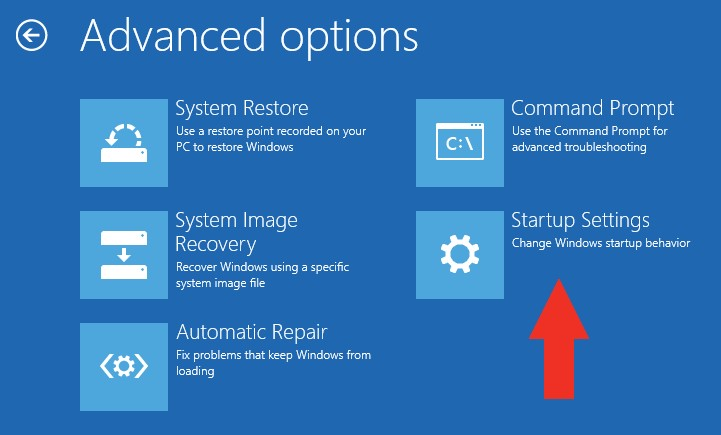 Advanced options
System Restore
Use a restore point recorded on your
PC to restore Windows
System Image
Recovery
Recover Windows using a specific
system image file
Automatic Repair
Fix problems that keep Windows from
loading
Command Prompt
Use the Command Prompt for
advanced troubleshooting
C:\
Startup Settings
Change Windows startup behavior